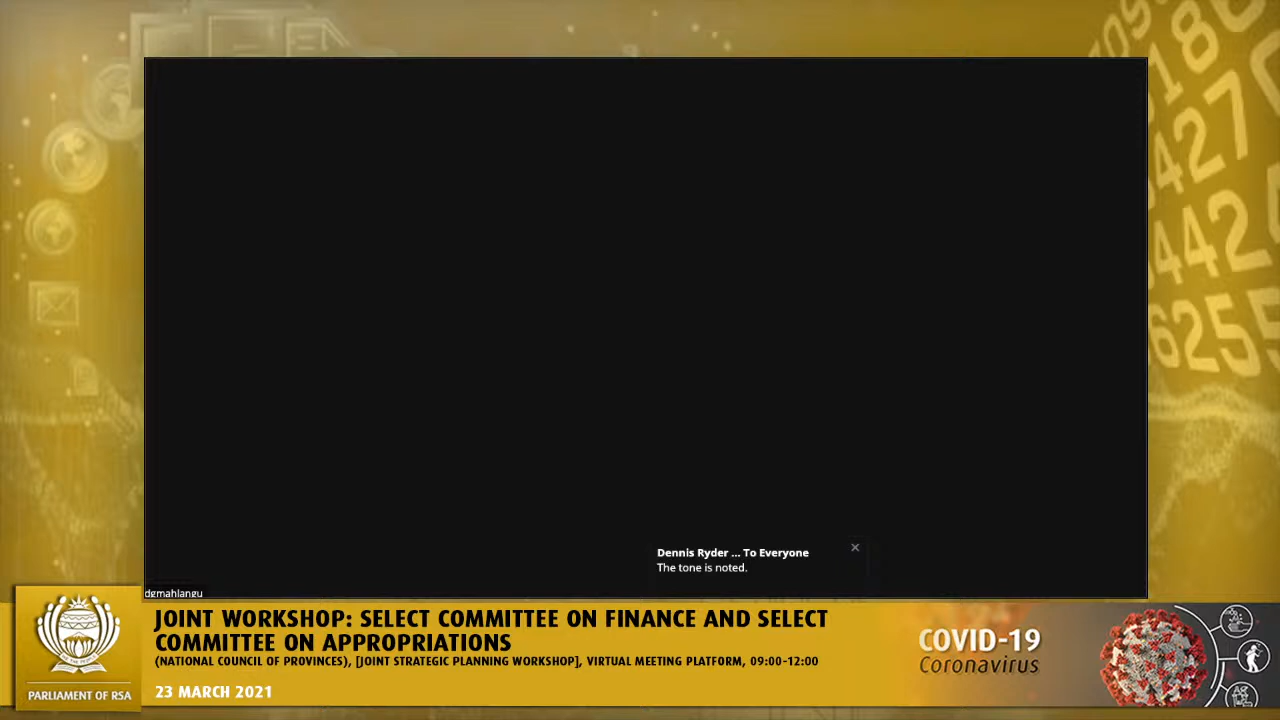 Dennis Ryder ... To Everyone
The tone is noted.
dgmahlangu
JOINT WORKSHOP: SELECT COMMITTEE ON FINANCE AND SELECT
COMMITTEE ON APPROPRIATIONS
(NATIONAL COUNCIL OF PROVINCES), [JOINT STRATEGIC PLANNING WORKSHOP], VIRTUAL MEETING PLATFORM, 09:00-12:00
23 MARCH 2021
PARLIAMENT OF RSA
COVID-19
Coronavirus